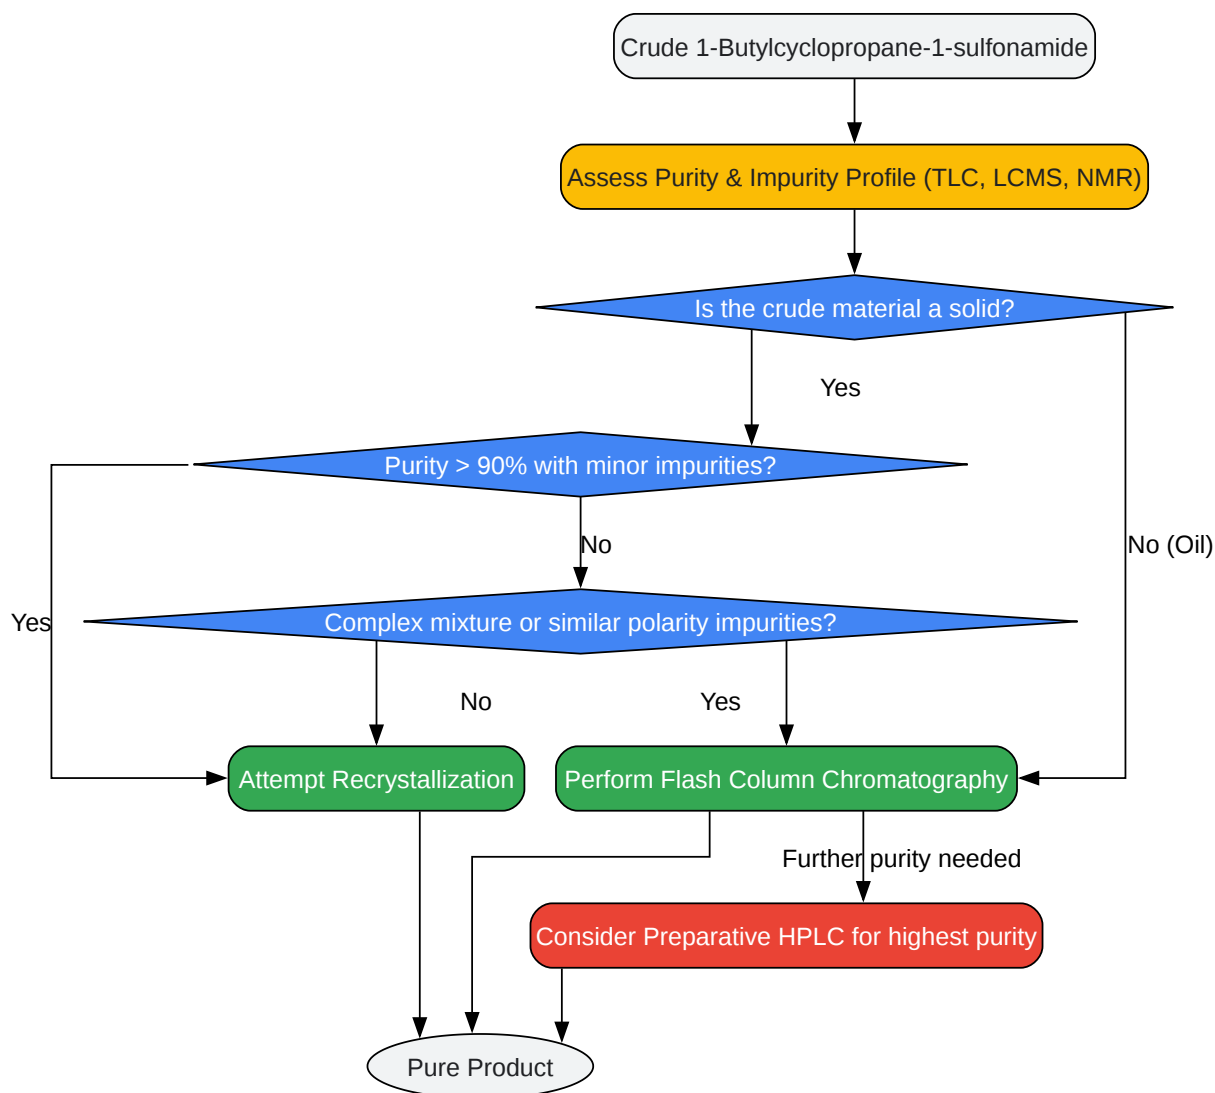 Crude 1-Butylcyclopropane-1-sulfonamide
Assess Purity & Impurity Profile (TLC, LCMS, NMR)
Is the crude material a solid?
Yes
Purity > 90% with minor impurities?
No
No (Oil)
Yes
Complex mixture or similar polarity impurities?
No
Yes
Attempt Recrystallization
Perform Flash Column Chromatography
Further purity needed
Consider Preparative HPLC for highest purity
Pure Product